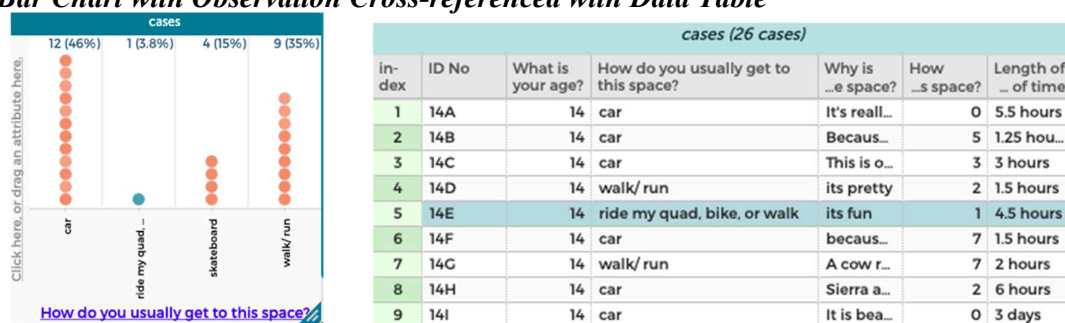 Bar Chart with Observation Cross-referenced with Data Table
cases
12 (46%) 1 (3.8%) 4 (15%) 9 (35%)
Click here, or drag an attribute here.
car
ride my quad, ...
skateboard
walk/ run
How do you usually get to this space?
cases (26 cases)
in- ID No What is How do you usually get to Why is How Length of
dex your age? this space? ...e space? ...s space? ... of time
1 14A 14 car It's reall... 0 5.5 hours
2 14B 14 car Becaus... 5 1.25 hou...
3 14C 14 car This is o... 3 3 hours
4 14D 14 walk/ run its pretty 2 1.5 hours
5 14E 14 ride my quad, bike, or walk its fun 1 4.5 hours
6 14F 14 car becaus... 7 1.5 hours
7 14G 14 walk/ run A cow r... 7 2 hours
8 14H 14 car Sierra a... 2 6 hours
9 14I 14 car It is bea... 0 3 days